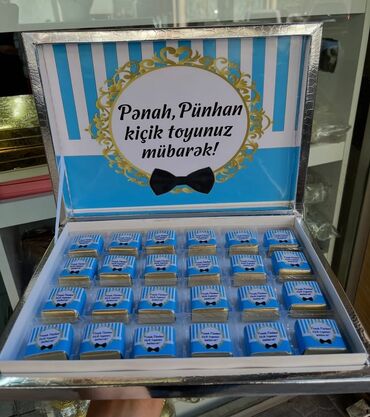 Pənah, Pünhan
kiçik toyunuz
mübarək!